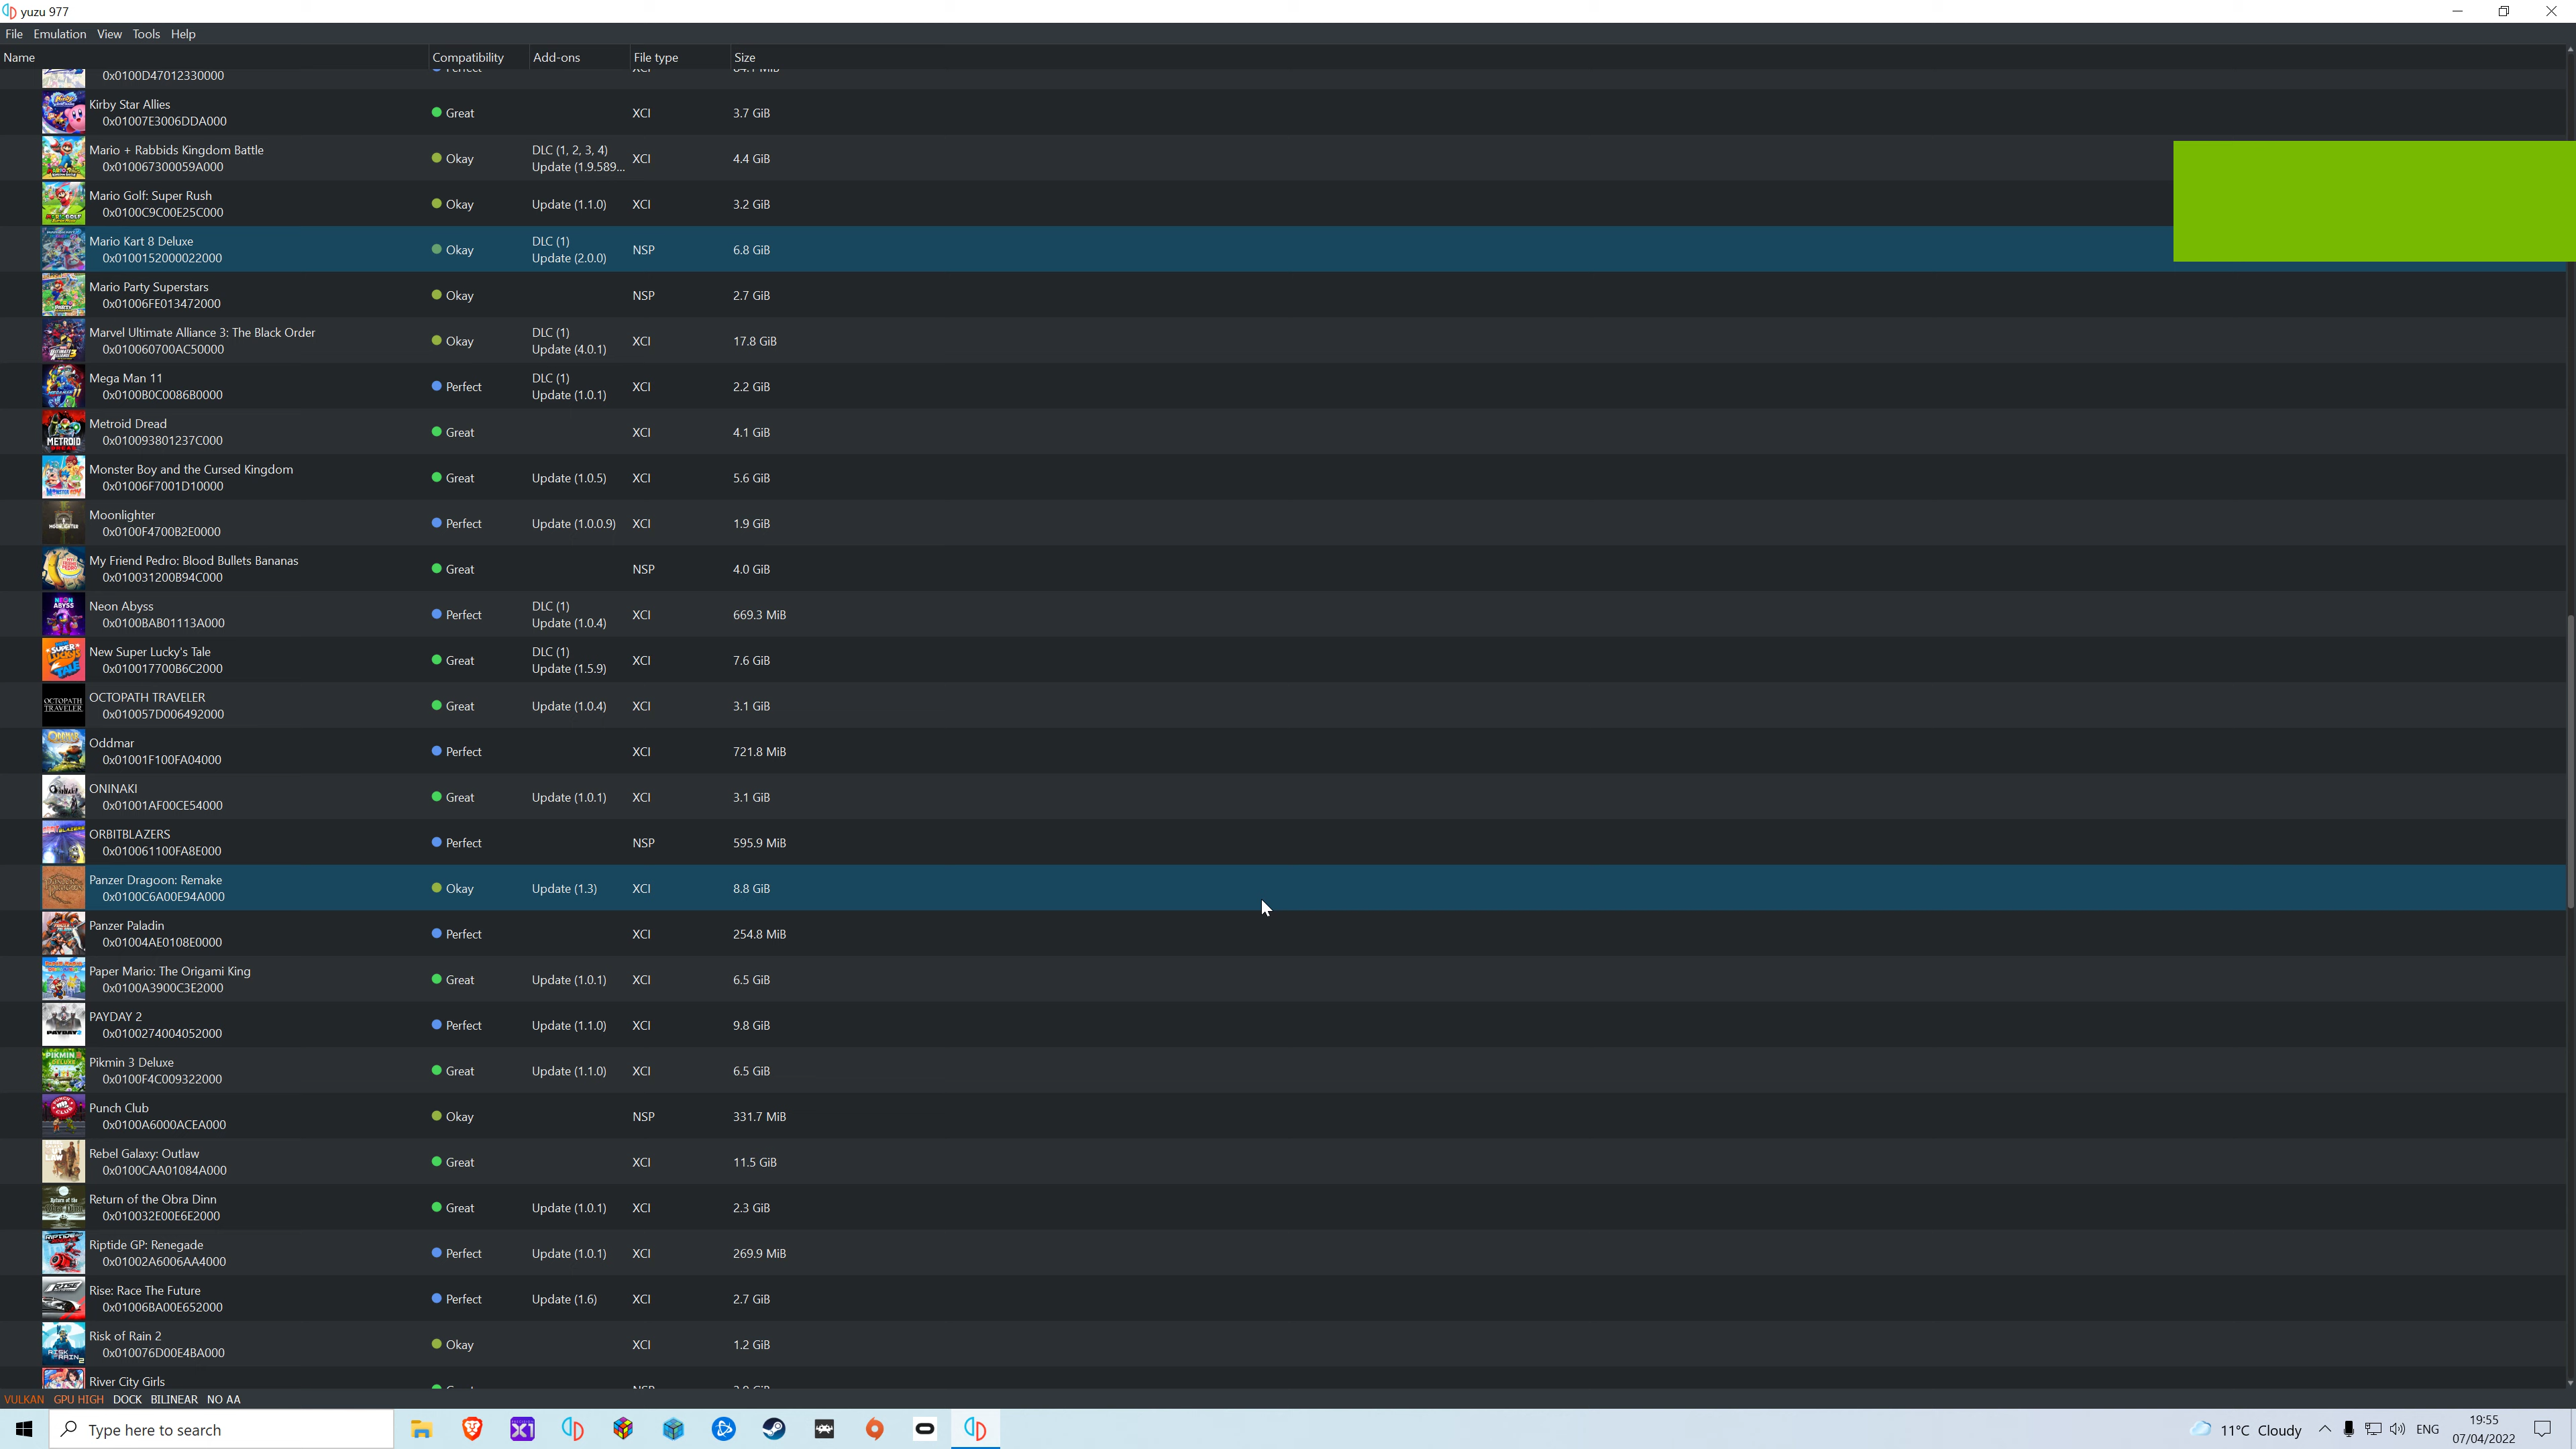 yuzu 977
File Emulation View Tools Help
Name Compatibility Add-ons File type Size
0x0100D47012330000
Kirby Star Allies
0x01007E3006DDA000 Great XCI 3.7 GiB
Mario + Rabbids Kingdom Battle DLC (1, 2, 3, 4)
0x010067300059A000 Okay Update (1.9.589... XCI 4.4 GiB
Mario Golf: Super Rush
0x0100C9C00E25C000 Okay Update (1.1.0) XCI 3.2 GiB
Mario Kart 8 Deluxe DLC (1)
0x0100152000022000 Okay Update (2.0.0) NSP 6.8 GiB
Mario Party Superstars
0x01006FE013472000 Okay NSP 2.7 GiB
Marvel Ultimate Alliance 3: The Black Order DLC (1)
0x010060700AC50000 Okay Update (4.0.1) XCI 17.8 GiB
Mega Man 11 DLC (1)
0x0100B0C0086B0000 Perfect Update (1.0.1) XCI 2.2 GiB
Metroid Dread
0x010093801237C000 Great XCI 4.1 GiB
Monster Boy and the Cursed Kingdom
0x01006F7001D10000 Great Update (1.0.5) XCI 5.6 GiB
Moonlighter
0x0100F4700B2E0000 Perfect Update (1.0.0.9) XCI 1.9 GiB
My Friend Pedro: Blood Bullets Bananas
0x010031200B94C000 Great NSP 4.0 GiB
Neon Abyss DLC (1)
0x0100BAB01113A000 Perfect Update (1.0.4) XCI 669.3 MiB
New Super Lucky's Tale DLC (1)
0x010017700B6C2000 Great Update (1.5.9) XCI 7.6 GiB
OCTOPATH TRAVELER
0x010057D006492000 Great Update (1.0.4) XCI 3.1 GiB
Oddmar
0x01001F100FA04000 Perfect XCI 721.8 MiB
ONINAKI
0x01001AF00CE54000 Great Update (1.0.1) XCI 3.1 GiB
ORBITBLAZERS
0x010061100FA8E000 Perfect NSP 595.9 MiB
Panzer Dragoon: Remake
0x0100C6A00E94A000 Okay Update (1.3) XCI 8.8 GiB
Panzer Paladin
0x01004AE0108E0000 Perfect XCI 254.8 MiB
Paper Mario: The Origami King
0x0100A3900C3E2000 Great Update (1.0.1) XCI 6.5 GiB
PAYDAY 2
0x0100274004052000 Perfect Update (1.1.0) XCI 9.8 GiB
Pikmin 3 Deluxe
0x0100F4C009322000 Great Update (1.1.0) XCI 6.5 GiB
Punch Club
0x0100A6000ACEA000 Okay NSP 331.7 MiB
Rebel Galaxy: Outlaw
0x0100CAA01084A000 Great XCI 11.5 GiB
Return of the Obra Dinn
0x010032E00E6E2000 Great Update (1.0.1) XCI 2.3 GiB
Riptide GP: Renegade
0x01002A6006AA4000 Perfect Update (1.0.1) XCI 269.9 MiB
Rise: Race The Future
0x01006BA00E652000 Perfect Update (1.6) XCI 2.7 GiB
Risk of Rain 2
0x010076D00E4BA000 Okay XCI 1.2 GiB
River City Girls
VULKAN GPU HIGH DOCK BILINEAR NO AA
Type here to search
11°C Cloudy ENG
19:55
07/04/2022